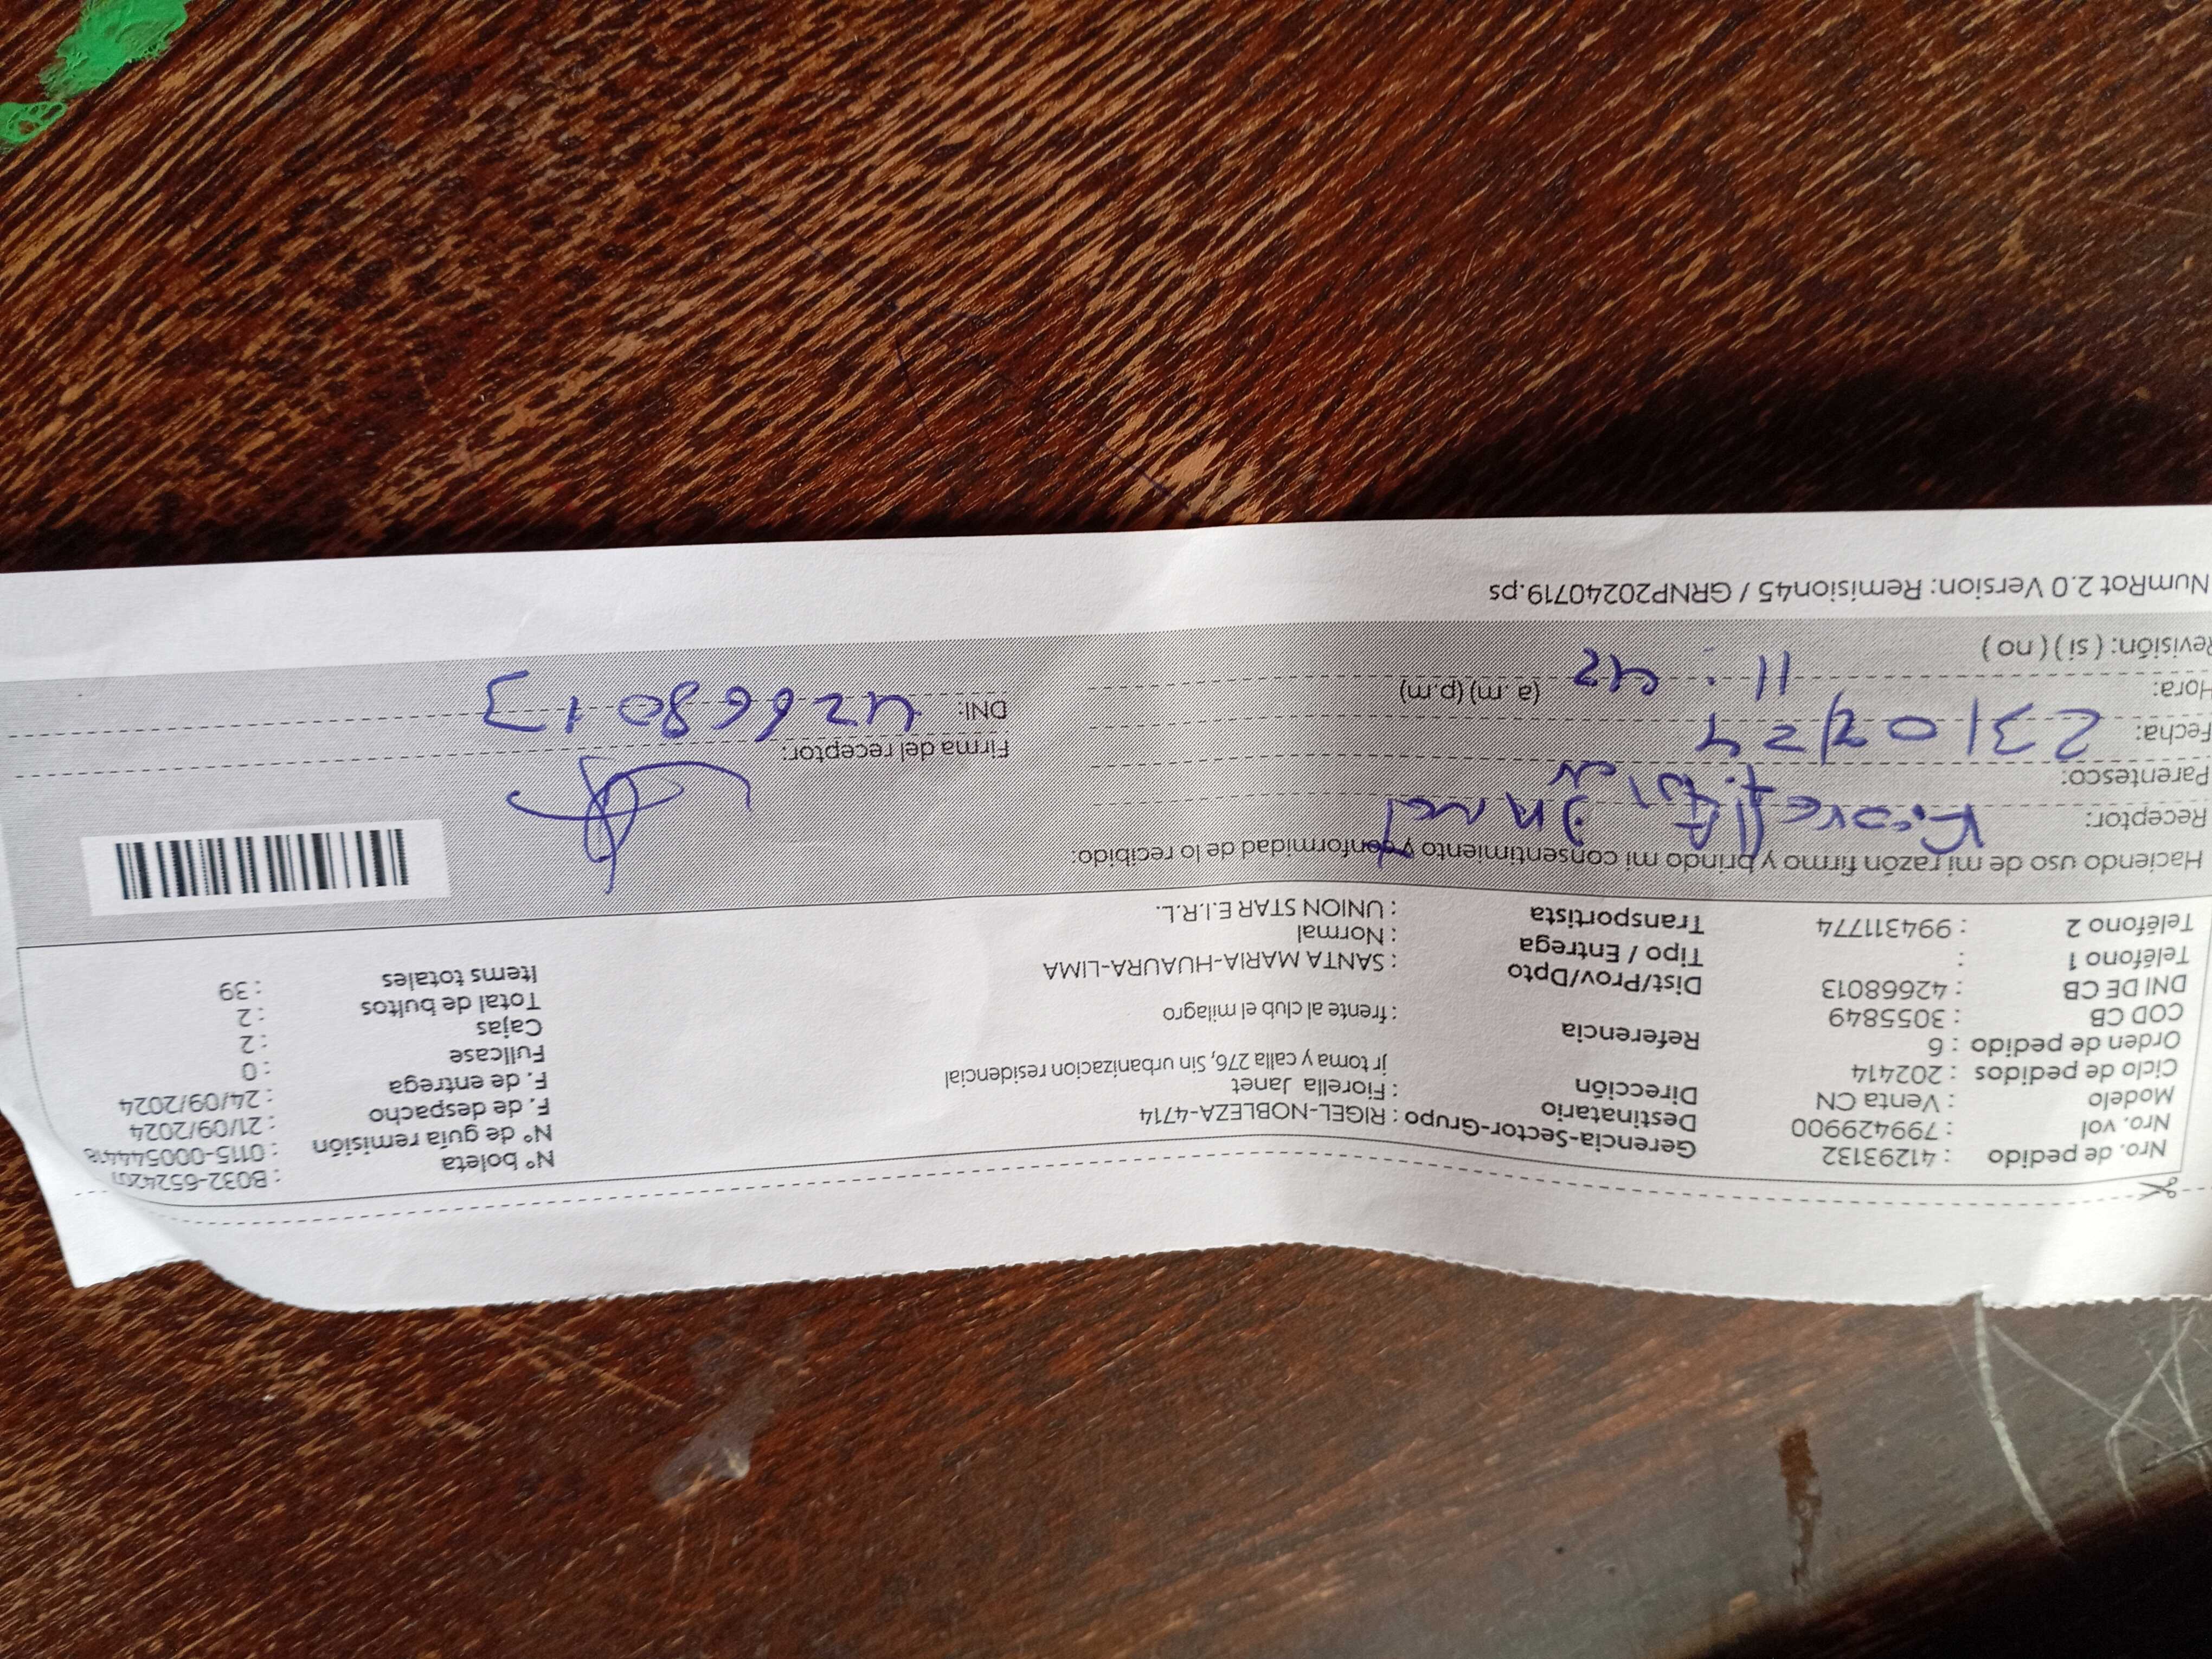 Nro. de pedido : 41293132
Nro. vol : 799429900
Modelo : Venta CN
Ciclo de pedidos : 202414
Orden de pedido : 6
COD CB : 3055849
DNI DE CB : 42668013
Teléfono 1 :
Teléfono 2 : 994311774
Gerencia-Sector-Grupo : RIGEL-NOBLEZA-4714
Destinatario : Fiorella Janet
Dirección jr toma y calla 276, Sin urbanizacion residencial
Referencia : frente al club el milagro
Dist/Prov/Dpto : SANTA MARIA-HUAURA-LIMA
Tipo / Entrega : Normal
Transportista : UNION STAR E.I.R.L.
N° boleta : B032-6524207
N° de guía remisión : 0115-00054441
F. de despacho : 21/09/2024
F. de entrega : 24/09/2024
Fullcase : 0
Cajas : 2
Total de bultos : 2
Items totales : 39
Haciendo uso de mi razón firmo y brindo mi consentimiento y conformidad de lo recibido:
Receptor: Fiorella Janet
Parentesco: titular
Fecha: 23/09/24
Hora: 11:42 (a.m) (p.m)
Revisión: ( si ) ( no )
Firma del receptor:
DNI: 42668013
NumRot 2.0 Version: Remision45 / GRNP20240719.ps